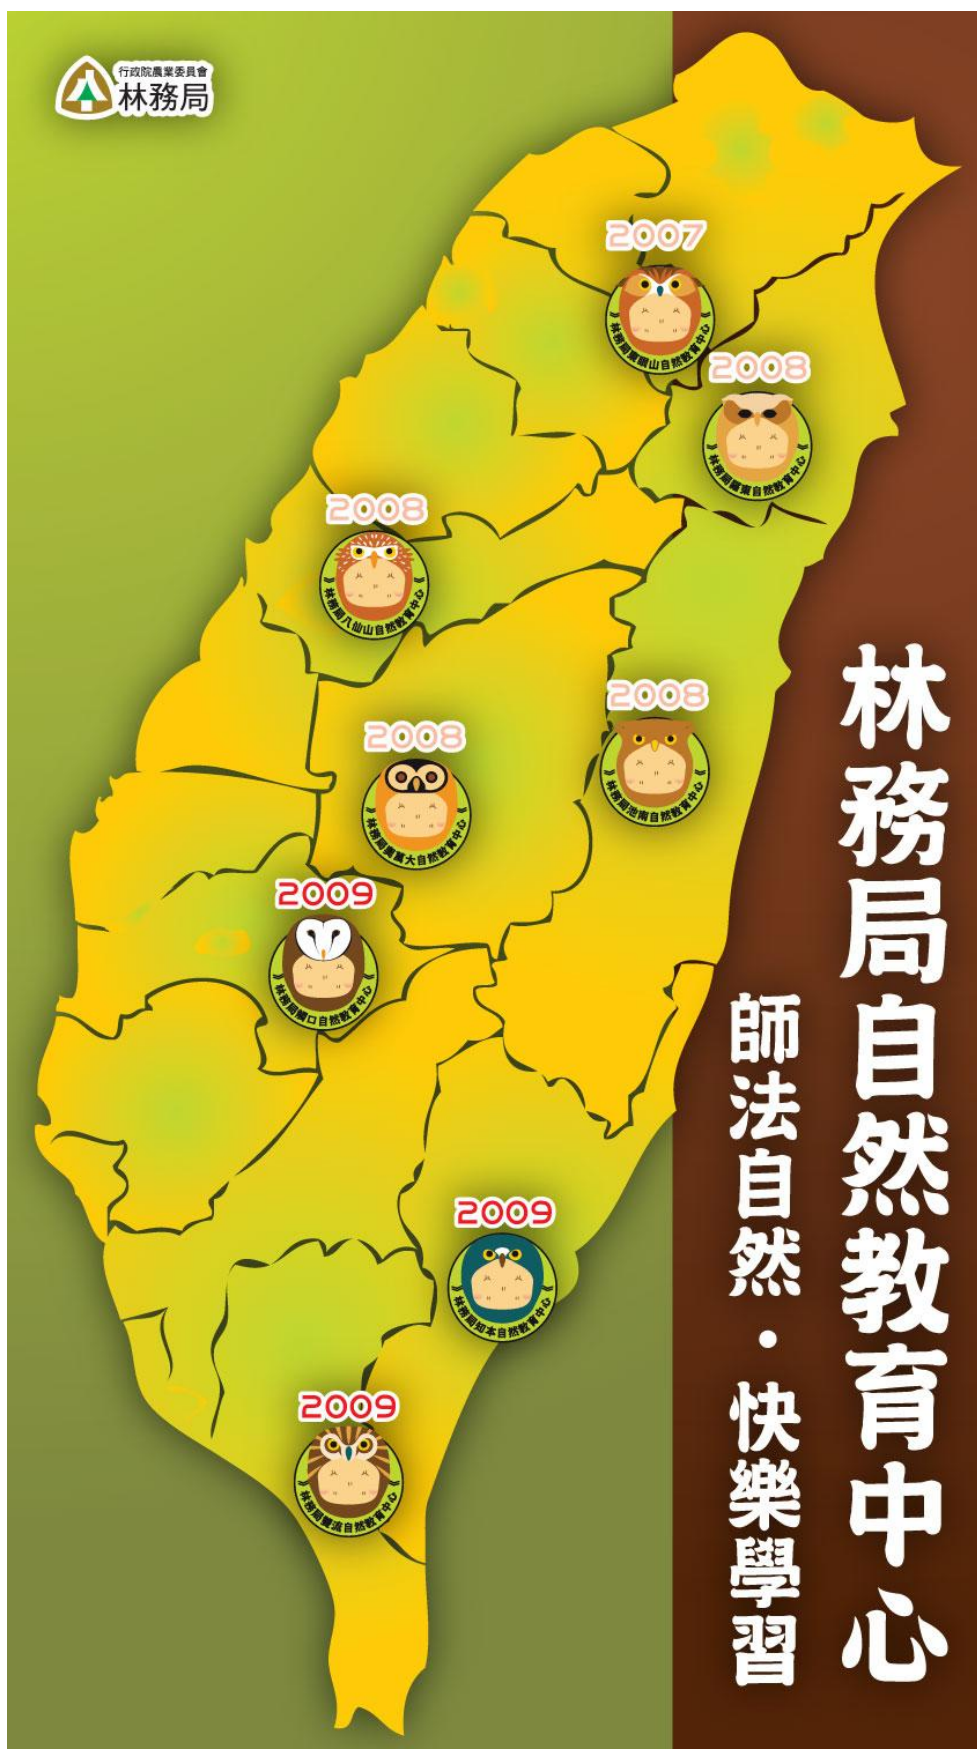 行政院農業委員會
林務局
2007
林務局東眼山自然教育中心
2008
林務局羅東自然教育中心
2008
林務局八仙山自然教育中心
2008
林務局池南自然教育中心
2008
林務局奧萬大自然教育中心
2009
林務局觸口自然教育中心
2009
林務局知本自然教育中心
2009
林務局雙流自然教育中心
林務局自然教育中心
師法自然・快樂學習